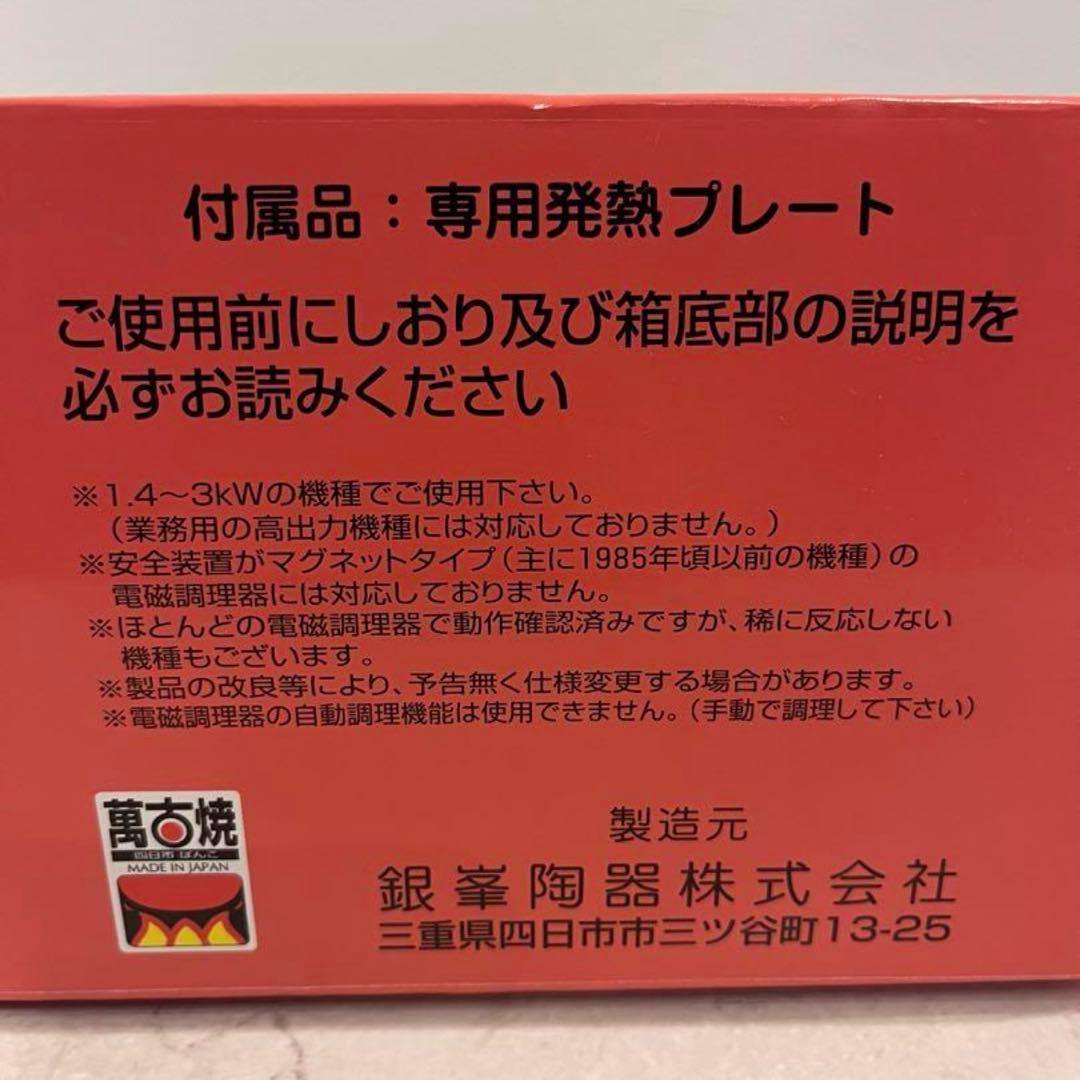 付属品：専用発熱プレート
ご使用前にしおり及び箱底部の説明を
必ずお読みください
※1.4～3kWの機種でご使用下さい。
（業務用の高出力機種には対応しておりません。）
※安全装置がマグネットタイプ（主に1985年頃以前の機種）の
電磁調理器には対応しておりません。
※ほとんどの電磁調理器で動作確認済みですが、稀に反応しない
機種もございます。
※製品の改良等により、予告無く仕様変更する場合があります。
※電磁調理器の自動調理機能は使用できません。（手動で調理して下さい）
萬古焼
四日市 ばんこ
MADE IN JAPAN
製造元
銀峯陶器株式会社
三重県四日市市三ツ谷町13-25